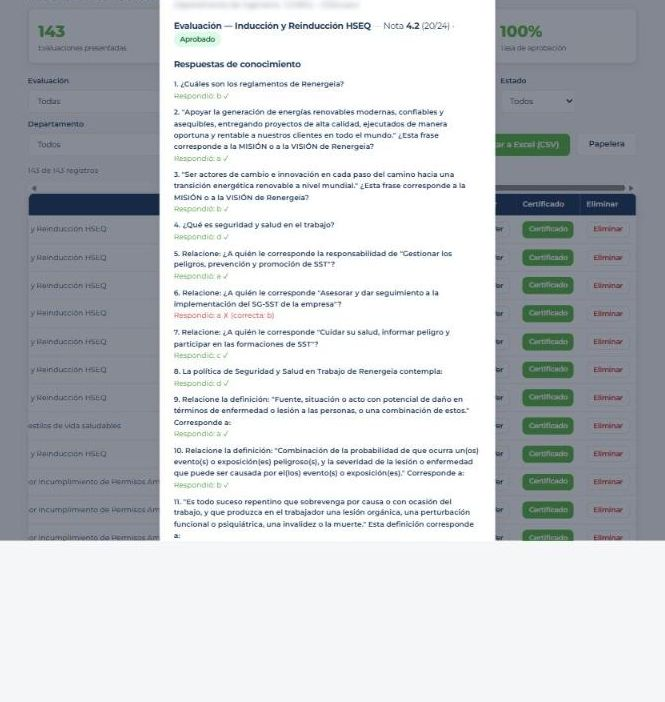 143
Evaluaciones presentadas
100%
Tasa de aprobación
Evaluación
Todas
Estado
Todos
Departamento
Todos
ar a Excel (CSV)
Papelera
143 de 143 registros
Certificado
Eliminar
y Reinducción HSEQ
er
Certificado
Eliminar
y Reinducción HSEQ
er
Certificado
Eliminar
y Reinducción HSEQ
er
Certificado
Eliminar
y Reinducción HSEQ
er
Certificado
Eliminar
y Reinducción HSEQ
er
Certificado
Eliminar
y Reinducción HSEQ
er
Certificado
Eliminar
y Reinducción HSEQ
er
Certificado
Eliminar
estilos de vida saludables
er
Certificado
Eliminar
y Reinducción HSEQ
er
Certificado
Eliminar
or Incumplimiento de Permisos Am
er
Certificado
Eliminar
or Incumplimiento de Permisos Am
er
Certificado
Eliminar
or Incumplimiento de Permisos Am
er
Certificado
Eliminar
Evaluación — Inducción y Reinducción HSEQ — Nota 4.2 (20/24) ·
Aprobado
Respuestas de conocimiento
1. ¿Cuáles son los reglamentos de Renergeia?
Respondió: b ✓
2. "Apoyar la generación de energías renovables modernas, confiables y
asequibles, entregando proyectos de alta calidad, ejecutados de manera
oportuna y rentable a nuestros clientes en todo el mundo." ¿Esta frase
corresponde a la MISIÓN o a la VISIÓN de Renergeia?
Respondió: a ✓
3. "Ser actores de cambio e innovación en cada paso del camino hacia una
transición energética renovable a nivel mundial." ¿Esta frase corresponde a la
MISIÓN o a la VISIÓN de Renergeia?
Respondió: b ✓
4. ¿Qué es seguridad y salud en el trabajo?
Respondió: d ✓
5. Relacione: ¿A quién le corresponde la responsabilidad de "Gestionar los
peligros, prevención y promoción de SST"?
Respondió: a ✓
6. Relacione: ¿A quién le corresponde "Asesorar y dar seguimiento a la
implementación del SG-SST de la empresa"?
Respondió: a ✗ (correcta: b)
7. Relacione: ¿A quién le corresponde "Cuidar su salud, informar peligro y
participar en las formaciones de SST"?
Respondió: c ✓
8. La política de Seguridad y Salud en Trabajo de Renergeia contempla:
Respondió: d ✓
9. Relacione la definición: "Fuente, situación o acto con potencial de daño en
términos de enfermedad o lesión a las personas, o una combinación de estos."
Corresponde a:
Respondió: a ✓
10. Relacione la definición: "Combinación de la probabilidad de que ocurra un(os)
evento(s) o exposición(es) peligroso(s), y la severidad de la lesión o enfermedad
que puede ser causada por el(los) evento(s) o exposición(es)." Corresponde a:
Respondió: b ✓
11. "Es todo suceso repentino que sobrevenga por causa o con ocasión del
trabajo, y que produzca en el trabajador una lesión orgánica, una perturbación
funcional o psiquiátrica, una invalidez o la muerte." Esta definición corresponde
a: